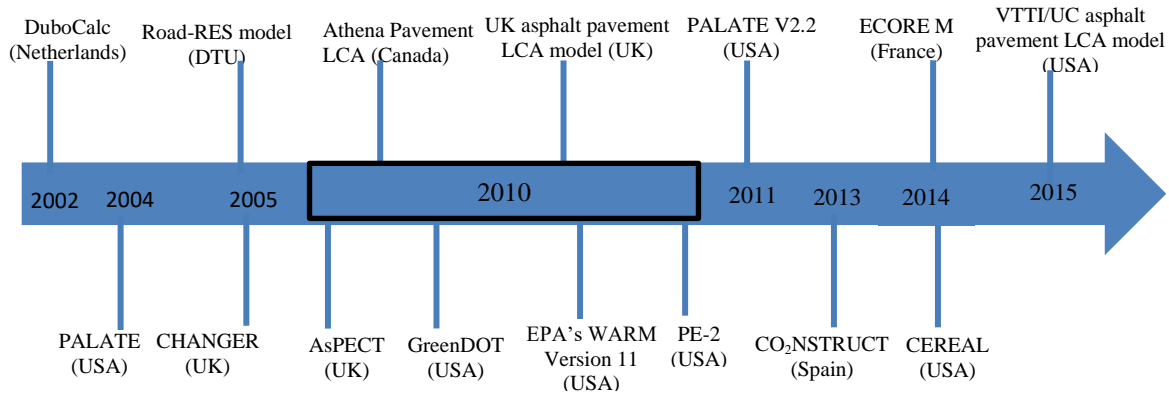 DuboCalc
(Netherlands)
Road-RES model
(DTU)
Athena Pavement
LCA (Canada)
UK asphalt pavement
LCA model (UK)
PALATE V2.2
(USA)
ECORE M
(France)
VTTI/UC asphalt
pavement LCA model
(USA)
2002
2004
2005
2010
2011
2013
2014
2015
PALATE
(USA)
CHANGER
(UK)
AsPECT
(UK)
GreenDOT
(USA)
EPA's WARM
Version 11
(USA)
PE-2
(USA)
CO₂NSTRUCT
(Spain)
CEREAL
(USA)